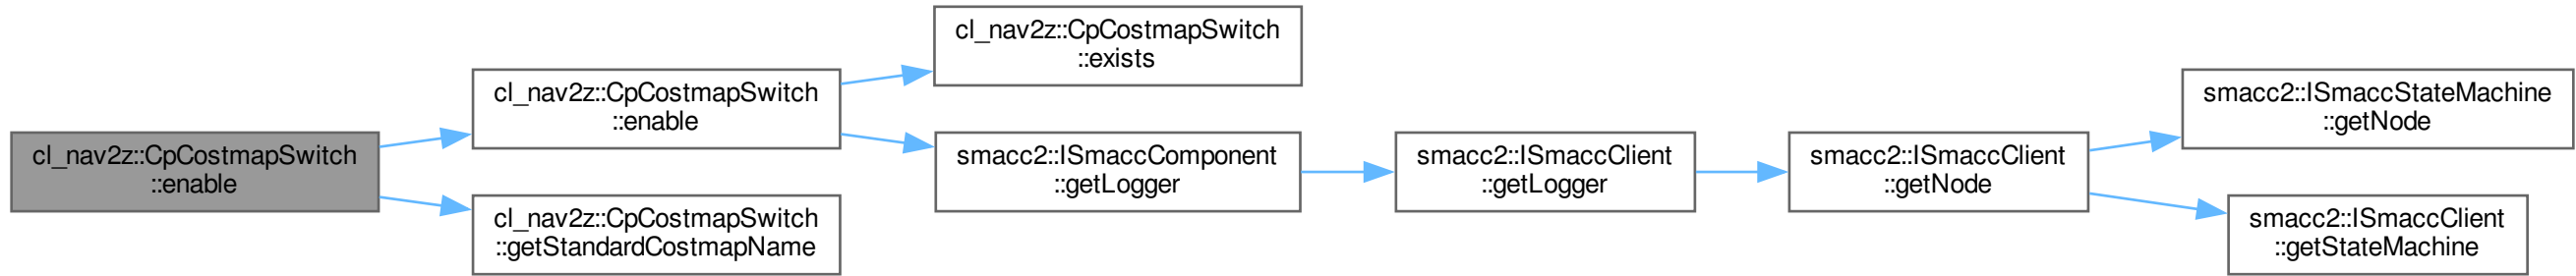 cl_nav2z::CpCostmapSwitch
::enable
cl_nav2z::CpCostmapSwitch
::enable
cl_nav2z::CpCostmapSwitch
::getStandardCostmapName
cl_nav2z::CpCostmapSwitch
::exists
smacc2::ISmaccComponent
::getLogger
smacc2::ISmaccClient
::getLogger
smacc2::ISmaccClient
::getNode
smacc2::ISmaccStateMachine
::getNode
smacc2::ISmaccClient
::getStateMachine